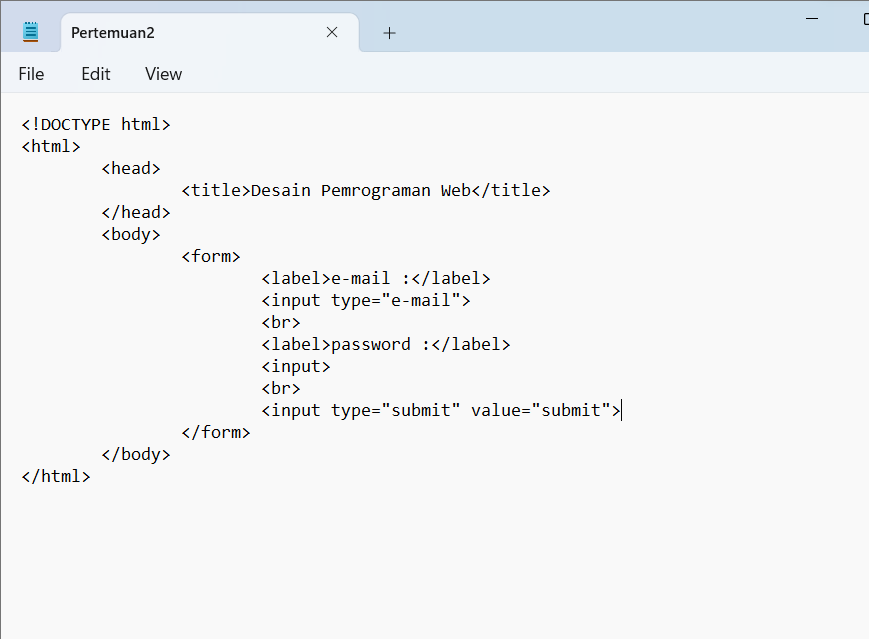 Pertemuan2
File Edit View
<!DOCTYPE html>
<html>
<head>
<title>Desain Pemrograman Web</title>
</head>
<body>
<form>
<label>e-mail :</label>
<input type="e-mail">
<br>
<label>password :</label>
<input>
<br>
<input type="submit" value="submit">
</form>
</body>
</html>